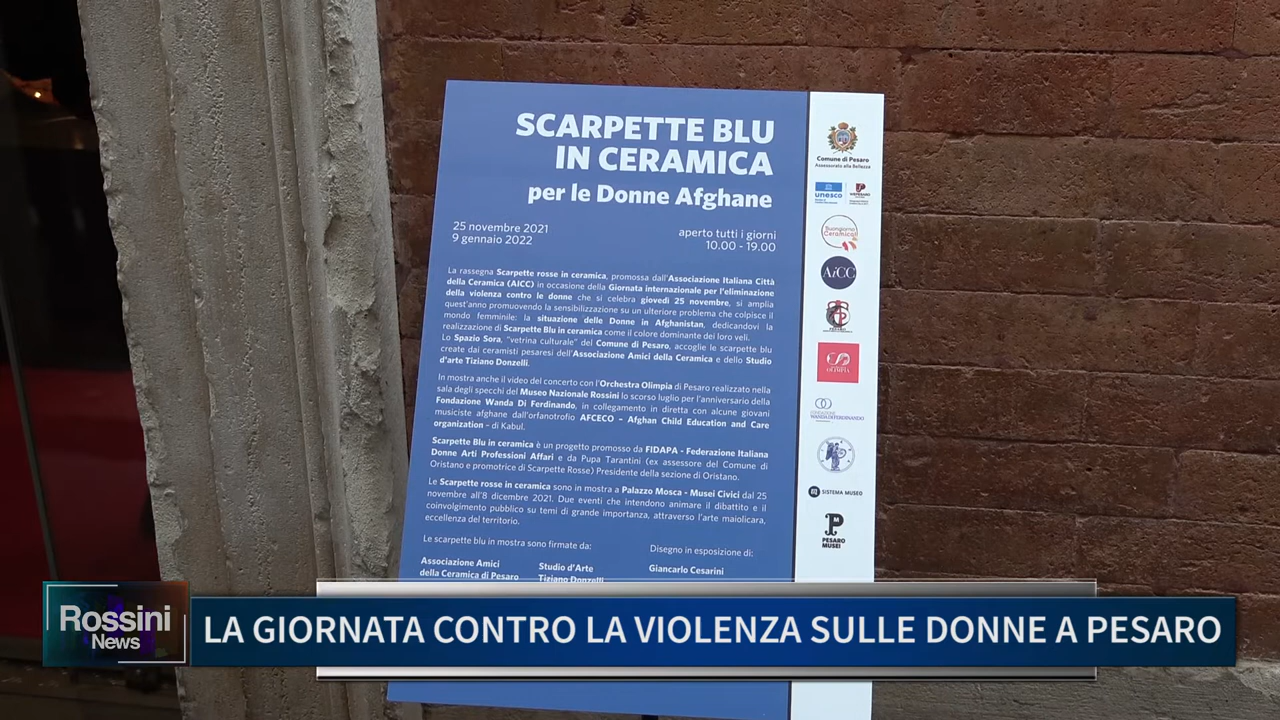 SCARPETTE BLU
IN CERAMICA
per le Donne Afghane
25 novembre 2021
9 gennaio 2022
aperto tutti i giorni
10.00 - 19.00
La rassegna Scarpette rosse in ceramica, promossa dall'Associazione Italiana Città
della Ceramica (AICC) in occasione della Giornata internazionale per l'eliminazione
della violenza contro le donne che si celebra giovedì 25 novembre, si amplia
quest'anno promuovendo la sensibilizzazione su un ulteriore problema che colpisce il
mondo femminile: la situazione delle Donne in Afghanistan, dedicandovi la
realizzazione di Scarpette Blu in ceramica come il colore dominante dei loro veli.
Lo Spazio Sora, "vetrina culturale" del Comune di Pesaro, accoglie le scarpette blu
create dai ceramisti pesaresi dell'Associazione Amici della Ceramica e dello Studio
d'arte Tiziano Donzelli.
In mostra anche il video del concerto con l'Orchestra Olimpia di Pesaro realizzato nella
sala degli specchi del Museo Nazionale Rossini lo scorso luglio per l'anniversario della
Fondazione Wanda Di Ferdinando, in collegamento in diretta con alcune giovani
musiciste afghane dall'orfanotrofio AFCECO – Afghan Child Education and Care
organization – di Kabul.
Scarpette Blu in ceramica è un progetto promosso da FIDAPA - Federazione Italiana
Donne Arti Professioni Affari e da Pupa Tarantini (ex assessore del Comune di
Oristano e promotrice di Scarpette Rosse) Presidente della sezione di Oristano.
Le Scarpette rosse in ceramica sono in mostra a Palazzo Mosca - Musei Civici dal 25
novembre all'8 dicembre 2021. Due eventi che intendono animare il dibattito e il
coinvolgimento pubblico su temi di grande importanza, attraverso l'arte maiolicara,
eccellenza del territorio.
Le scarpette blu in mostra sono firmate da:
Disegno in esposizione di:
Associazione Amici
della Ceramica di Pesaro
Studio d'Arte
Tiziano Donzelli
Giancarlo Cesarini
Comune di Pesaro
Assessorato alla Bellezza
unesco
Buongiorno
Ceramica!
AiCC
PESARO
OLIMPIA
FONDAZIONE
WANDA DI FERDINANDO
SISTEMA MUSEO
PESARO
MUSEI
Rossini
News
LA GIORNATA CONTRO LA VIOLENZA SULLE DONNE A PESARO